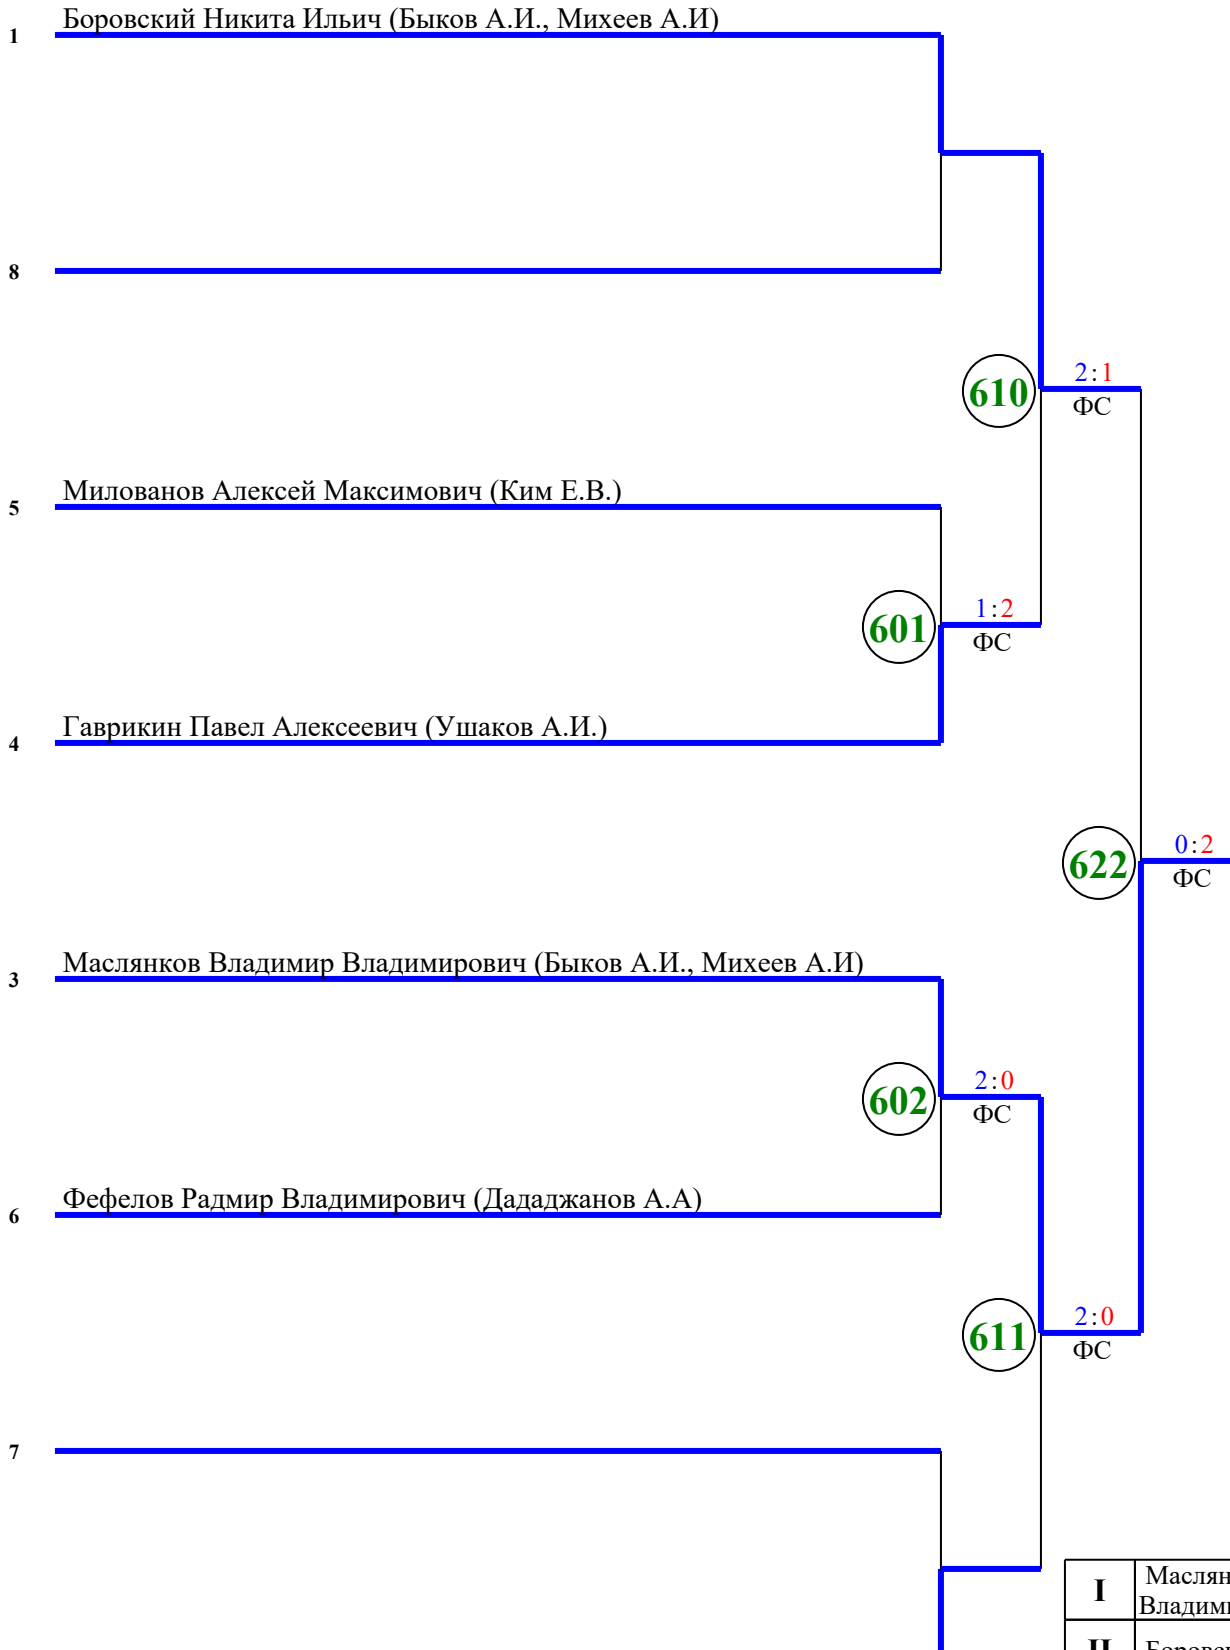 1 Боровский Никита Ильич (Быков А.И., Михеев А.И)
8
610 2:1
ФС
5 Милованов Алексей Максимович (Ким Е.В.)
601 1:2
ФС
4 Гаврикин Павел Алексеевич (Ушаков А.И.)
622 0:2
ФС
3 Маслянков Владимир Владимирович (Быков А.И., Михеев А.И)
602 2:0
ФС
6 Фефелов Радмир Владимирович (Дададжанов А.А)
611 2:0
ФС
7
I Маслян
Владими